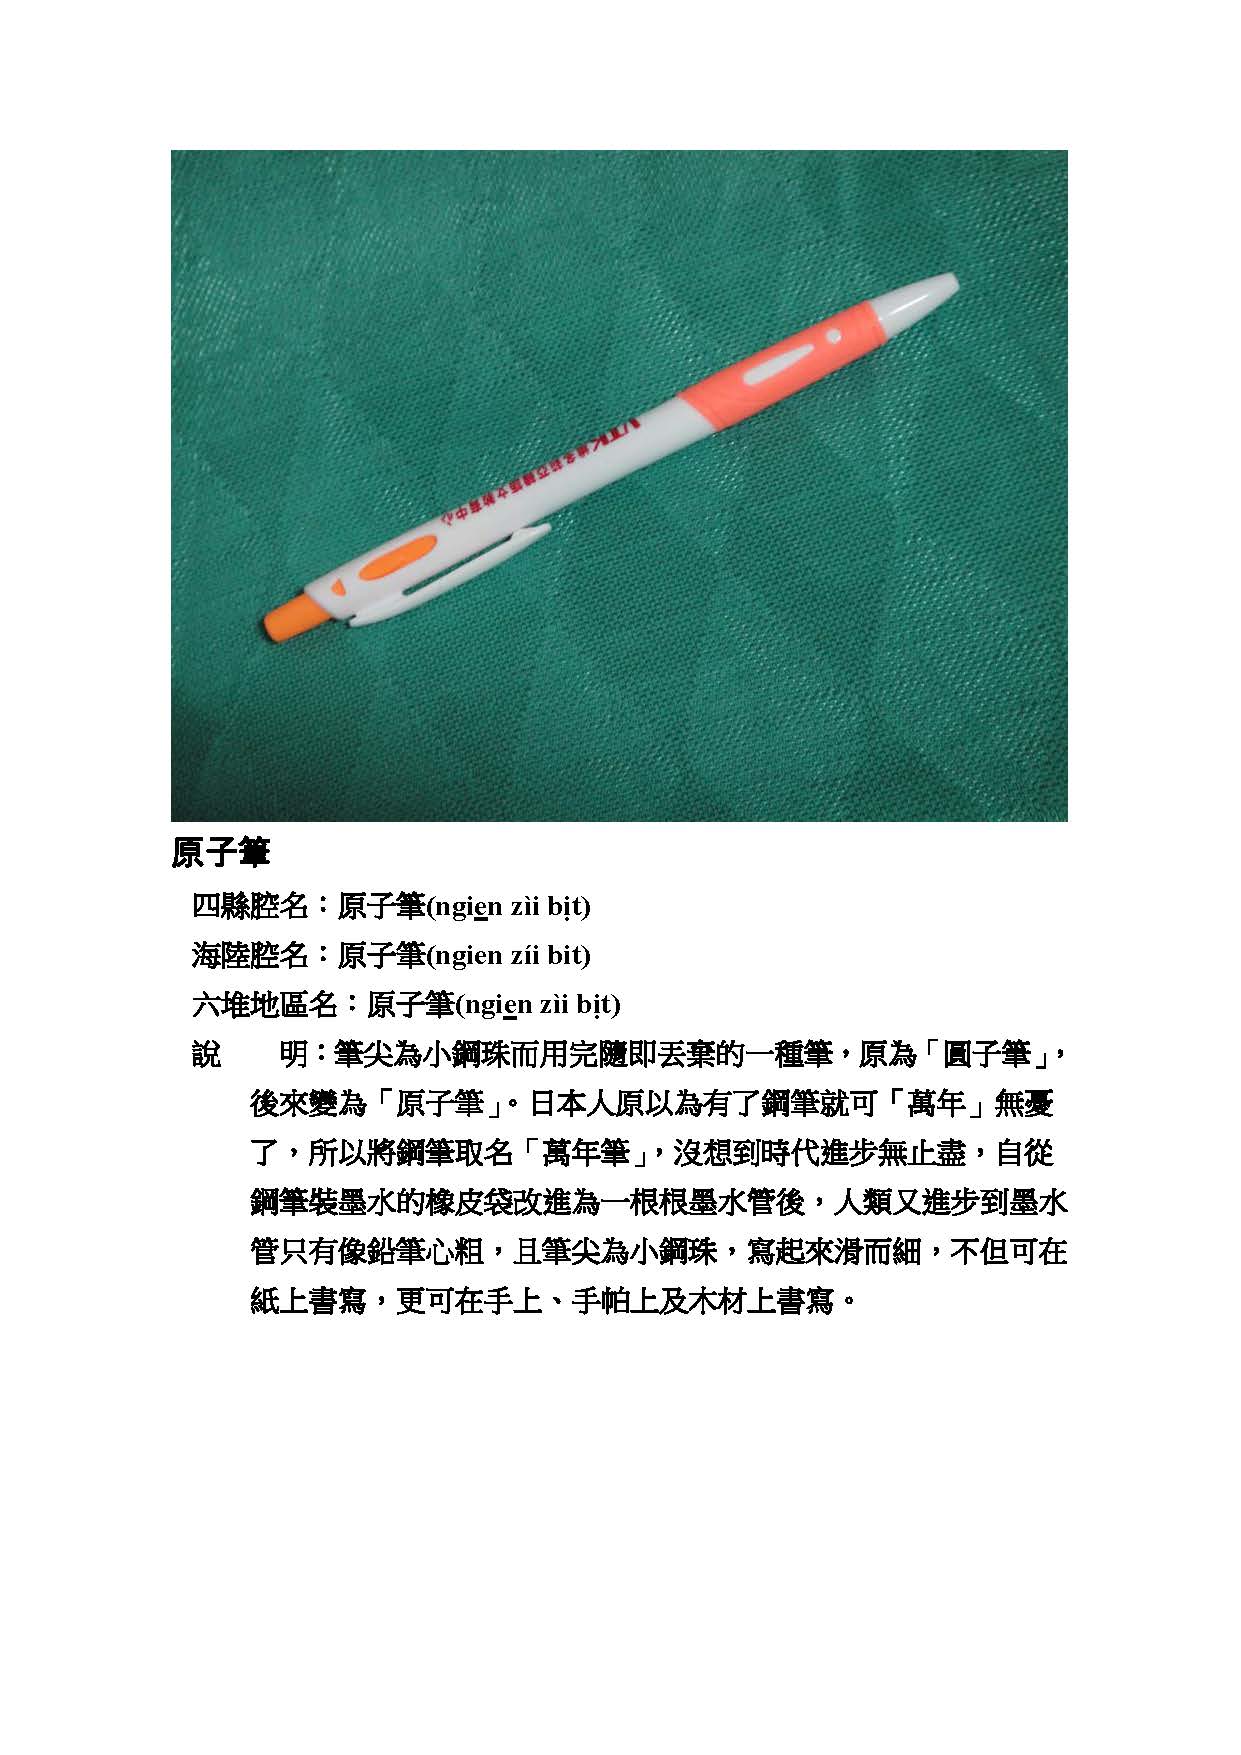 VTK
原子筆
四縣腔名：原子筆(ngien zìi bịt)
海陸腔名：原子筆(ngien zíi bit)
六堆地區名：原子筆(ngien zìi bịt)
說　　明：筆尖為小鋼珠而用完隨即丟棄的一種筆，原為「圓子筆」，
後來變為「原子筆」。日本人原以為有了鋼筆就可「萬年」無憂
了，所以將鋼筆取名「萬年筆」，沒想到時代進步無止盡，自從
鋼筆裝墨水的橡皮袋改進為一根根墨水管後，人類又進步到墨水
管只有像鉛筆心粗，且筆尖為小鋼珠，寫起來滑而細，不但可在
紙上書寫，更可在手上、手帕上及木材上書寫。